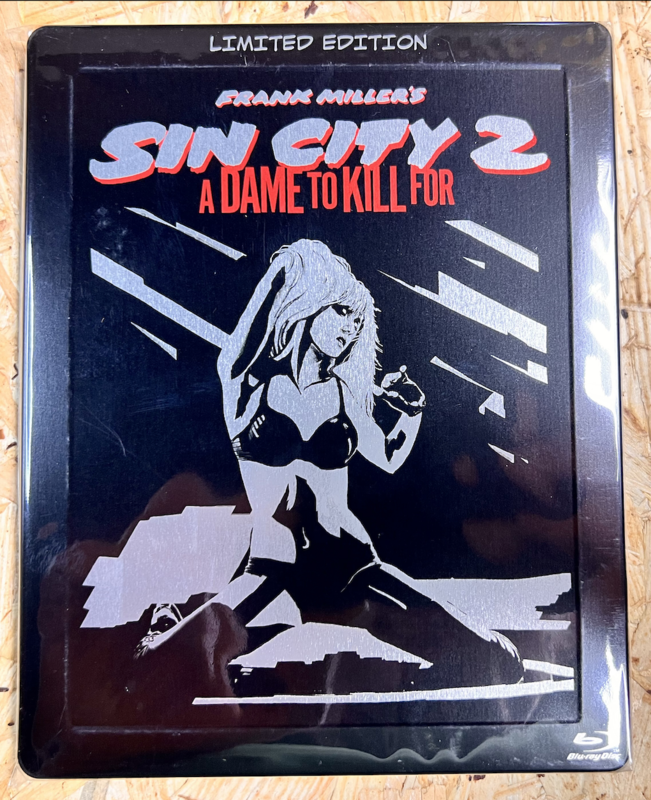 LIMITED EDITION
FRANK MILLER'S
SIN CITY 2
A DAME TO KILL FOR
Blu-ray Disc